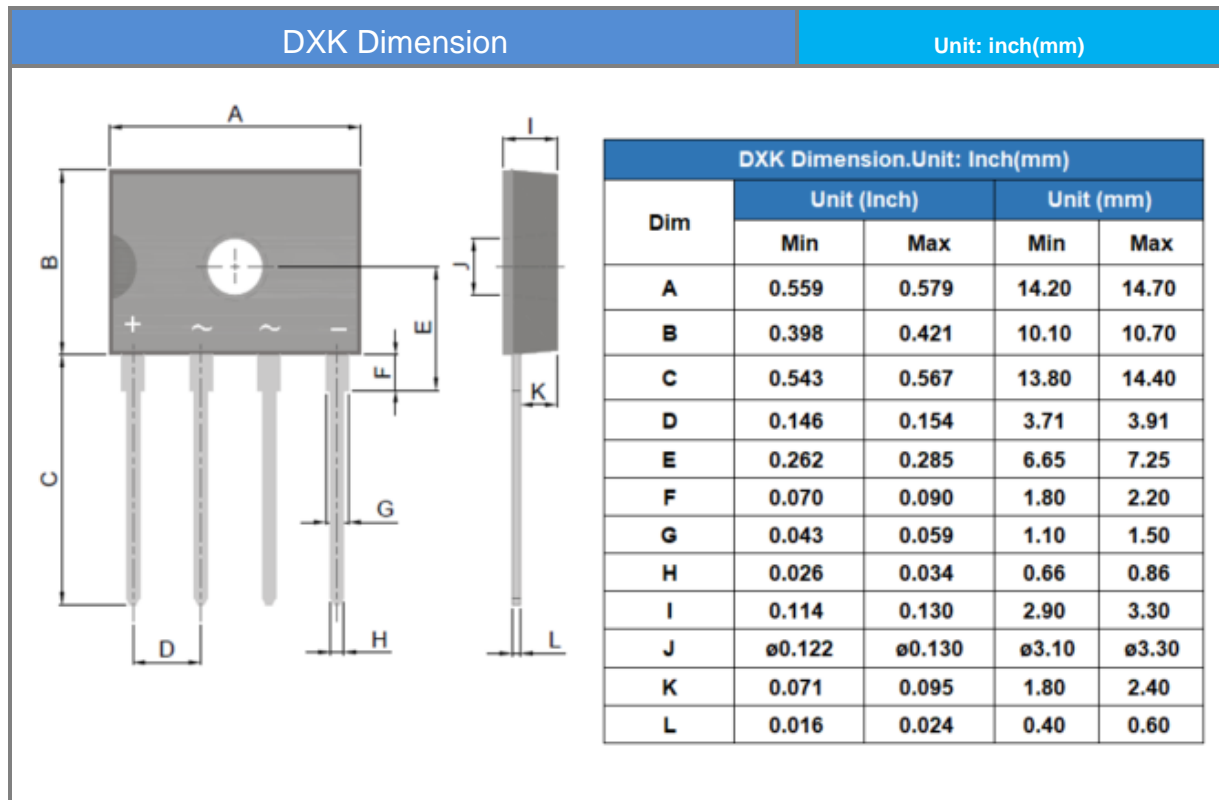 DXK Dimension Unit: inch(mm)
A
I
B
J
E
+ ~ ~ −
F
K
C
G
D
H
L
DXK Dimension.Unit: Inch(mm)
Dim Unit (Inch) Unit (mm)
Min Max Min Max
A 0.559 0.579 14.20 14.70
B 0.398 0.421 10.10 10.70
C 0.543 0.567 13.80 14.40
D 0.146 0.154 3.71 3.91
E 0.262 0.285 6.65 7.25
F 0.070 0.090 1.80 2.20
G 0.043 0.059 1.10 1.50
H 0.026 0.034 0.66 0.86
I 0.114 0.130 2.90 3.30
J ø0.122 ø0.130 ø3.10 ø3.30
K 0.071 0.095 1.80 2.40
L 0.016 0.024 0.40 0.60